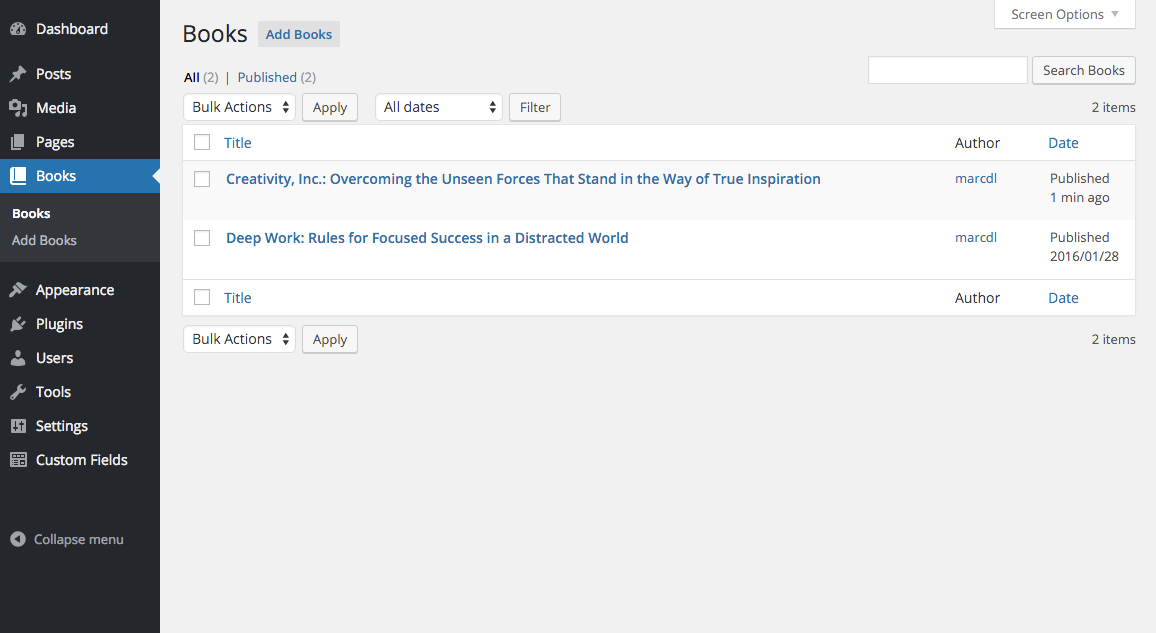 Dashboard
Posts
Media
Pages
Books
Books
Add Books
Appearance
Plugins
Users
Tools
Settings
Custom Fields
Collapse menu
Screen Options
Books Add Books
All (2) | Published (2)
Search Books
Bulk Actions Apply All dates Filter 2 items
Title Author Date
Creativity, Inc.: Overcoming the Unseen Forces That Stand in the Way of True Inspiration marcdl Published
1 min ago
Deep Work: Rules for Focused Success in a Distracted World marcdl Published
2016/01/28
Title Author Date
Bulk Actions Apply 2 items